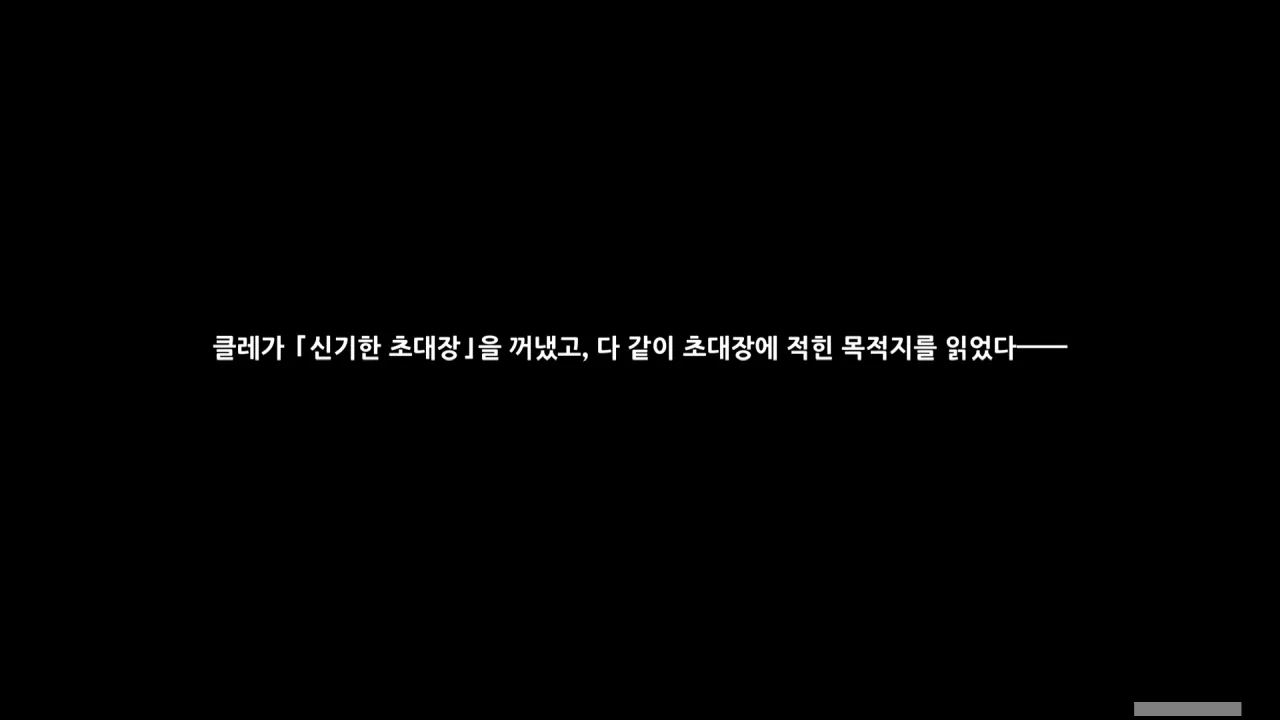 클레가 「신기한 초대장」을 꺼냈고, 다 같이 초대장에 적힌 목적지를 읽었다——